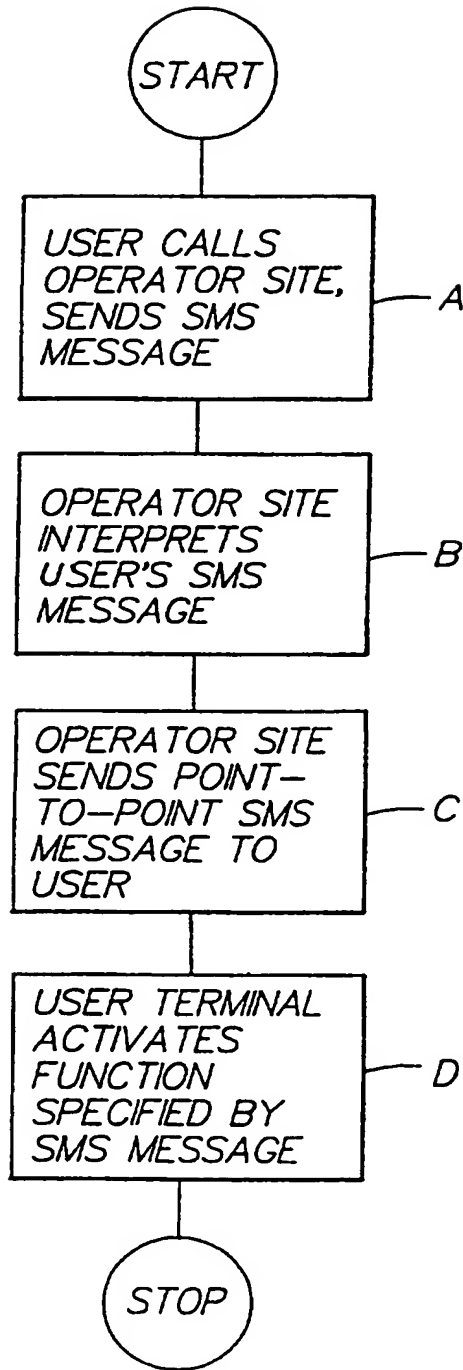 START
USER CALLS
OPERATOR SITE,
SENDS SMS
MESSAGE
A
OPERATOR SITE
INTERPRETS
USER'S SMS
MESSAGE
B
OPERATOR SITE
SENDS POINT-
TO-POINT SMS
MESSAGE TO
USER
C
USER TERMINAL
ACTIVATES
FUNCTION
SPECIFIED BY
SMS MESSAGE
D
STOP